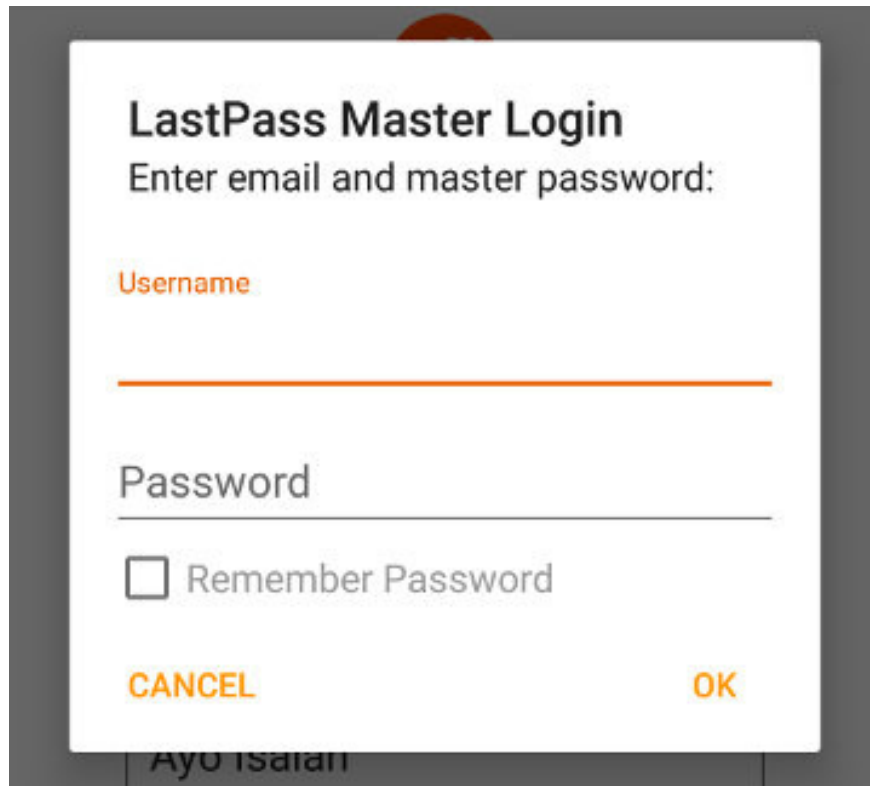 LastPass Master Login
Enter email and master password:
Username
Password
Remember Password
CANCEL OK
Ayo Isaiah